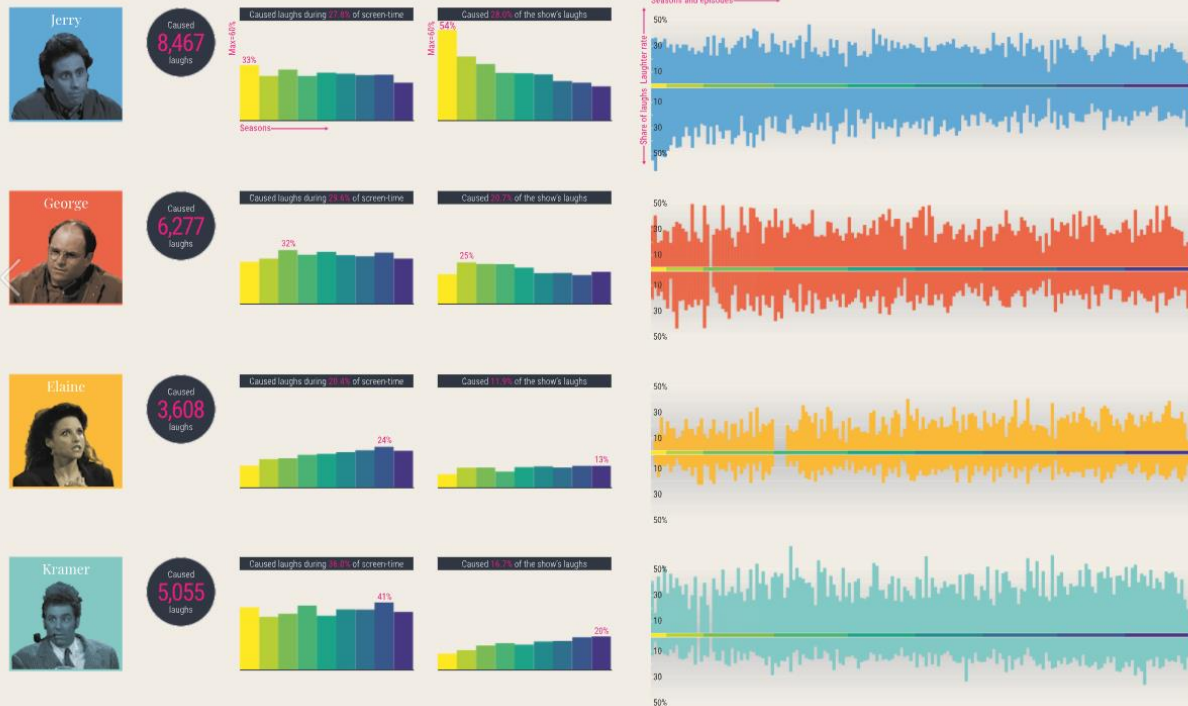 Seasons and episodes
Jerry
Caused
8,467
laughs
Caused laughs during 27.8% of screen-time
Max=60%
33%
Seasons
Caused 28.0% of the show's laughs
Max=60%
54%
Laughter rate
Share of laughs
50%
30
10
10
30
50%
George
Caused
6,277
laughs
Caused laughs during 29.6% of screen-time
32%
Caused 20.7% of the show's laughs
25%
50%
30
10
10
30
50%
Elaine
Caused
3,608
laughs
Caused laughs during 20.4% of screen-time
24%
Caused 11.9% of the show's laughs
13%
50%
30
10
10
30
50%
Kramer
Caused
5,055
laughs
Caused laughs during 36.0% of screen-time
41%
Caused 16.7% of the show's laughs
20%
50%
30
10
10
30
50%